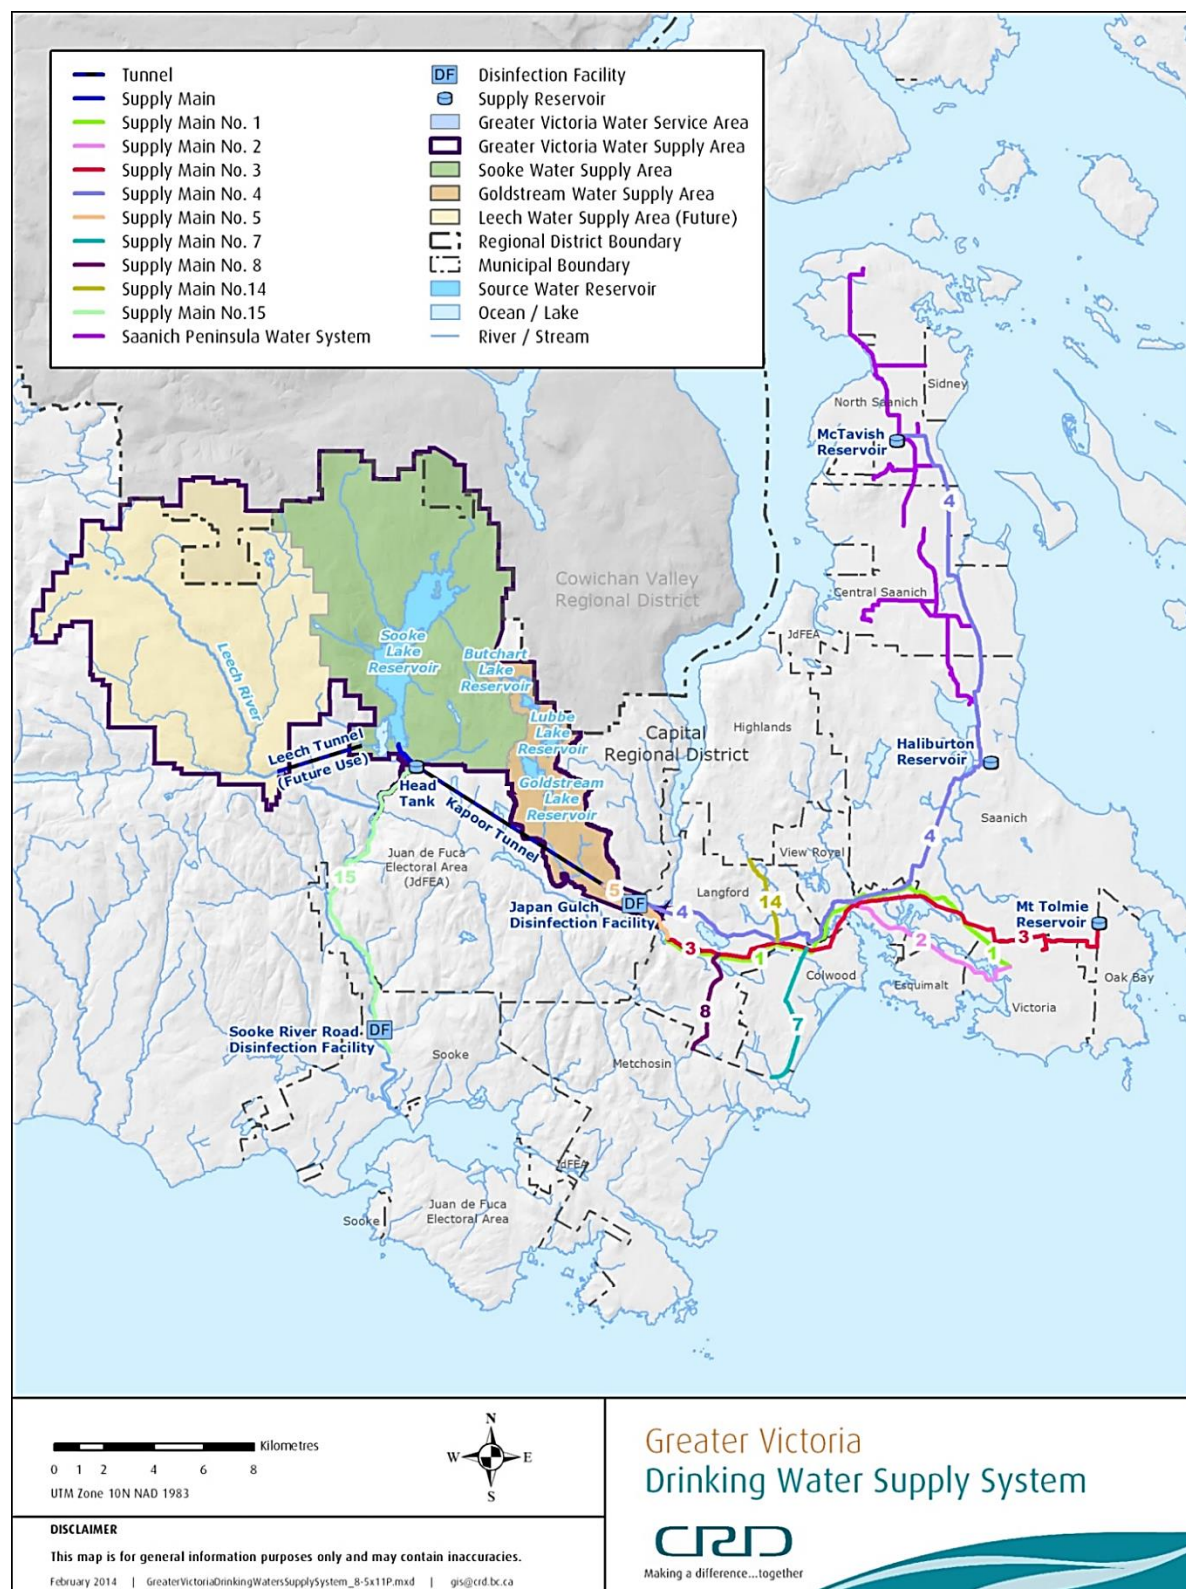 Tunnel
Supply Main
Supply Main No. 1
Supply Main No. 2
Supply Main No. 3
Supply Main No. 4
Supply Main No. 5
Supply Main No. 7
Supply Main No. 8
Supply Main No.14
Supply Main No.15
Saanich Peninsula Water System
DF
Disinfection Facility
Supply Reservoir
Greater Victoria Water Service Area
Greater Victoria Water Supply Area
Sooke Water Supply Area
Goldstream Water Supply Area
Leech Water Supply Area (Future)
Regional District Boundary
Municipal Boundary
Source Water Reservoir
Ocean / Lake
River / Stream
Sidney
North Saanich
McTavish
Reservoir
4
Cowichan Valley
Regional District
Central Saanich
JdFEA
Sooke
Lake
Reservoir
Butchart
Lake
Reservoir
Leech River
Lubbe
Lake
Reservoir
Capital
Regional District
Highlands
Leech Tunnel
(Future Use)
Haliburton
Reservoir
Head
Tank
Goldstream
Lake
Reservoir
Kapoor Tunnel
Saanich
4
Juan de Fuca
Electoral Area
(JdFEA)
View Royal
15
5
Langford
14
Japan Gulch
Disinfection Facility
DF
4
Mt Tolmie
Reservoir
3
1
2
1
3
Colwood
Oak Bay
Esquimalt
Victoria
8
7
Sooke River Road
Disinfection Facility
DF
Sooke
Metchosin
JdFEA
Juan de Fuca
Electoral Area
Sooke
Kilometres
0 1 2 4 6 8
UTM Zone 10N NAD 1983
N
W
E
S
DISCLAIMER
This map is for general information purposes only and may contain inaccuracies.
February 2014 | GreaterVictoriaDrinkingWatersSupplySystem_8-5x11P.mxd | gis@crd.bc.ca
Greater Victoria
Drinking Water Supply System
CRD
Making a difference...together